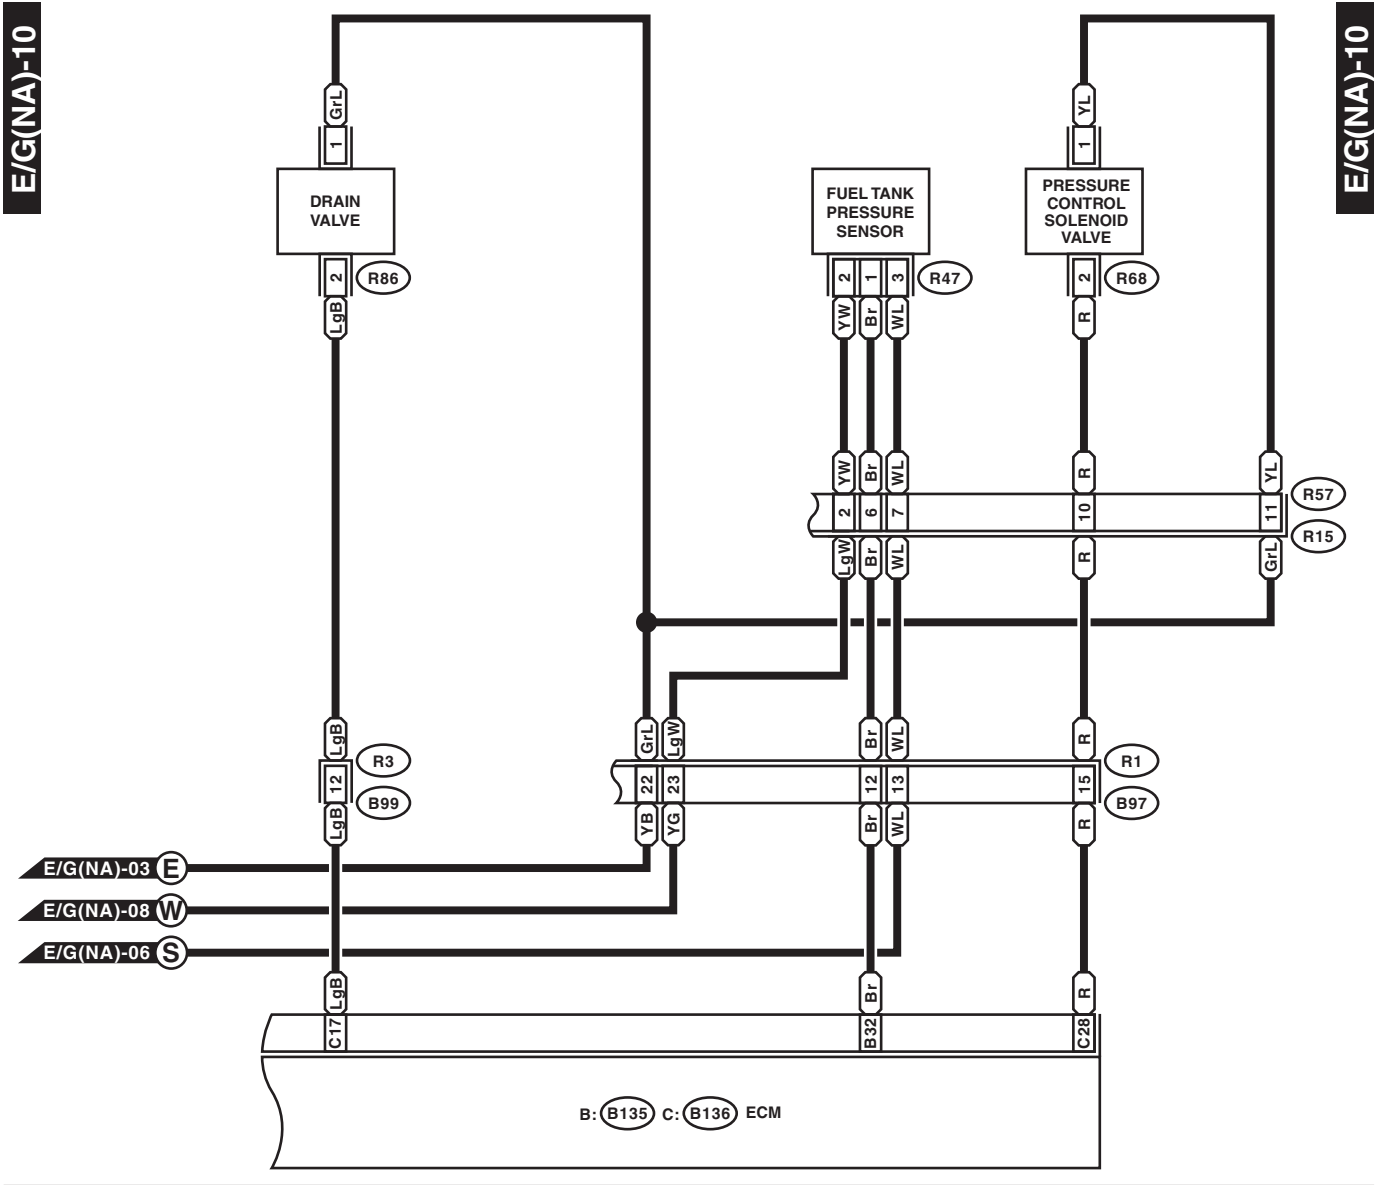 E/G(NA)-10
E/G(NA)-10
GrL
YL
1
1
DRAIN
VALVE
FUEL TANK
PRESSURE
SENSOR
PRESSURE
CONTROL
SOLENOID
VALVE
2 R86
2 1 3 R47
2 R68
LgB
YW Br WL
R
YW Br WL R YL
R57
2 6 7 10 11
R15
LgW Br WL R GrL
LgB GrL LgW Br WL R
R3
R1
12 22 23 12 13 15
B99
B97
LgB YB YG Br WL R
E/G(NA)-03 E
E/G(NA)-08 W
E/G(NA)-06 S
LgB Br R
C17 B32 C28
B: B135 C: B136 ECM